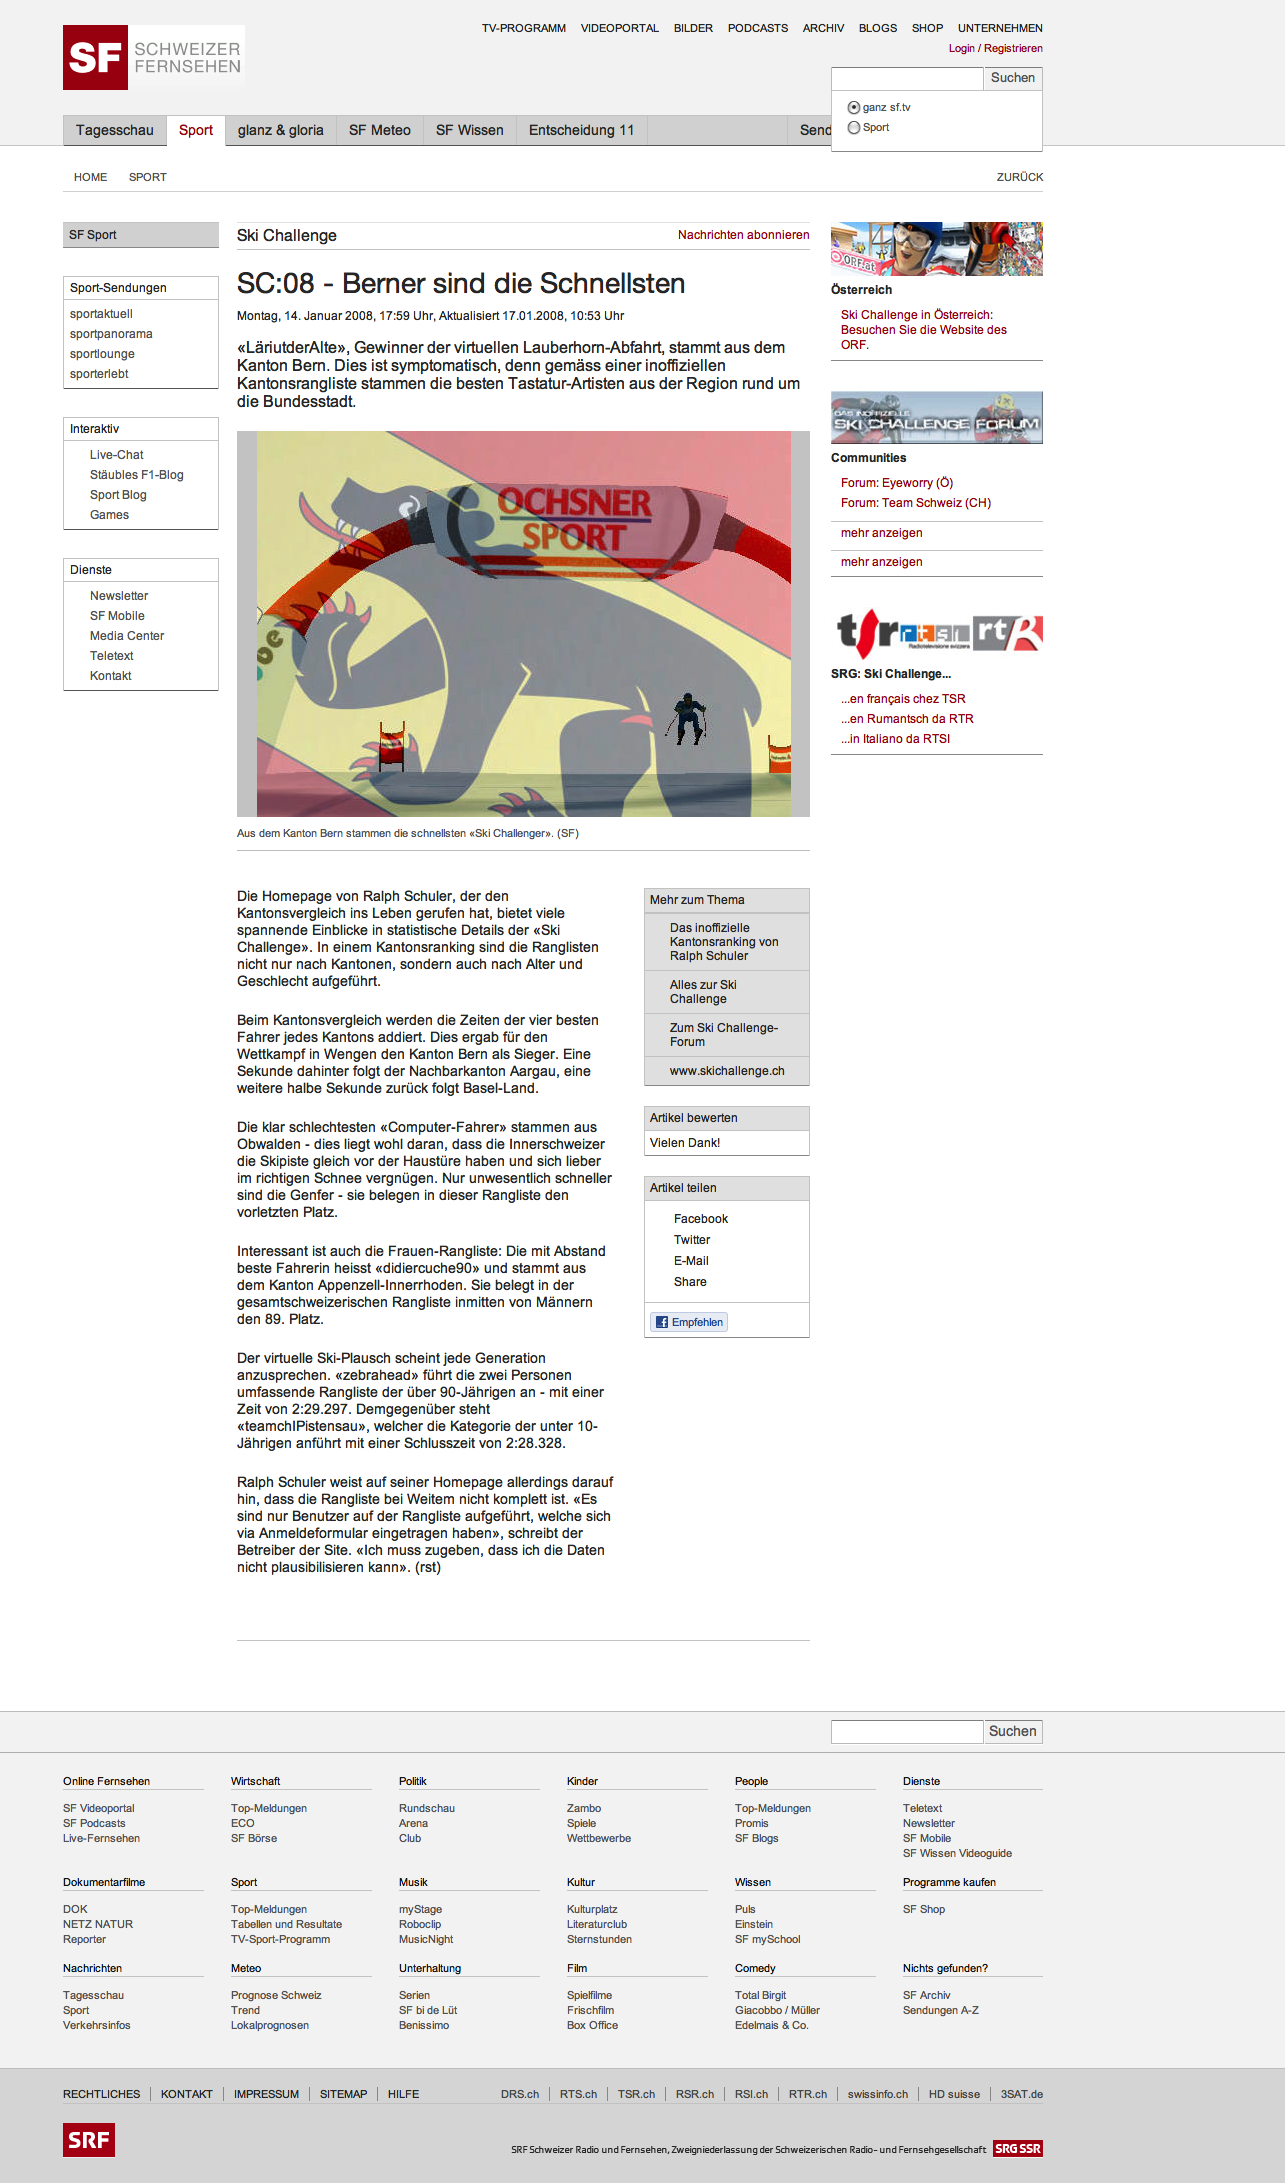 TV-PROGRAMM VIDEOPORTAL BILDER PODCASTS ARCHIV BLOGS SHOP UNTERNEHMEN
Login / Registrieren
SF SCHWEIZER
FERNSEHEN
Suchen
ganz sf.tv
Sport
Tagesschau Sport glanz & gloria SF Meteo SF Wissen Entscheidung 11 Send
HOME SPORT ZURÜCK
SF Sport
Sport-Sendungen
sportaktuell
sportpanorama
sportlounge
sporterlebt
Interaktiv
Live-Chat
Stäubles F1-Blog
Sport Blog
Games
Dienste
Newsletter
SF Mobile
Media Center
Teletext
Kontakt
Ski Challenge Nachrichten abonnieren
SC:08 - Berner sind die Schnellsten
Montag, 14. Januar 2008, 17:59 Uhr, Aktualisiert 17.01.2008, 10:53 Uhr
«LäriutderAlte», Gewinner der virtuellen Lauberhorn-Abfahrt, stammt aus dem
Kanton Bern. Dies ist symptomatisch, denn gemäss einer inoffiziellen
Kantonsrangliste stammen die besten Tastatur-Artisten aus der Region rund um
die Bundesstadt.
OCHSNER
SPORT
Aus dem Kanton Bern stammen die schnellsten «Ski Challenger». (SF)
Die Homepage von Ralph Schuler, der den
Kantonsvergleich ins Leben gerufen hat, bietet viele
spannende Einblicke in statistische Details der «Ski
Challenge». In einem Kantonsranking sind die Ranglisten
nicht nur nach Kantonen, sondern auch nach Alter und
Geschlecht aufgeführt.
Beim Kantonsvergleich werden die Zeiten der vier besten
Fahrer jedes Kantons addiert. Dies ergab für den
Wettkampf in Wengen den Kanton Bern als Sieger. Eine
Sekunde dahinter folgt der Nachbarkanton Aargau, eine
weitere halbe Sekunde zurück folgt Basel-Land.
Die klar schlechtesten «Computer-Fahrer» stammen aus
Obwalden - dies liegt wohl daran, dass die Innerschweizer
die Skipiste gleich vor der Haustüre haben und sich lieber
im richtigen Schnee vergnügen. Nur unwesentlich schneller
sind die Genfer - sie belegen in dieser Rangliste den
vorletzten Platz.
Interessant ist auch die Frauen-Rangliste: Die mit Abstand
beste Fahrerin heisst «didiercuche90» und stammt aus
dem Kanton Appenzell-Innerrhoden. Sie belegt in der
gesamtschweizerischen Rangliste inmitten von Männern
den 89. Platz.
Der virtuelle Ski-Plausch scheint jede Generation
anzusprechen. «zebrahead» führt die zwei Personen
umfassende Rangliste der über 90-Jährigen an - mit einer
Zeit von 2:29.297. Demgegenüber steht
«teamchIPistensau», welcher die Kategorie der unter 10-
Jährigen anführt mit einer Schlusszeit von 2:28.328.
Ralph Schuler weist auf seiner Homepage allerdings darauf
hin, dass die Rangliste bei Weitem nicht komplett ist. «Es
sind nur Benutzer auf der Rangliste aufgeführt, welche sich
via Anmeldeformular eingetragen haben», schreibt der
Betreiber der Site. «Ich muss zugeben, dass ich die Daten
nicht plausibilisieren kann». (rst)
Mehr zum Thema
Das inoffizielle
Kantonsranking von
Ralph Schuler
Alles zur Ski
Challenge
Zum Ski Challenge-
Forum
www.skichallenge.ch
Artikel bewerten
Vielen Dank!
Artikel teilen
Facebook
Twitter
E-Mail
Share
Empfehlen
ORF.at
Österreich
Ski Challenge in Österreich:
Besuchen Sie die Website des
ORF.
DAS INOFFIZIELLE
SKI CHALLENGE FORUM
Communities
Forum: Eyeworry (Ö)
Forum: Team Schweiz (CH)
mehr anzeigen
mehr anzeigen
tsr rtsi rtr
Radiotelevisione svizzera
SRG: Ski Challenge...
...en français chez TSR
...en Rumantsch da RTR
...in Italiano da RTSI
Suchen
Online Fernsehen Wirtschaft Politik Kinder People Dienste
SF Videoportal Top-Meldungen Rundschau Zambo Top-Meldungen Teletext
SF Podcasts ECO Arena Spiele Promis Newsletter
Live-Fernsehen SF Börse Club Wettbewerbe SF Blogs SF Mobile
SF Wissen Videoguide
Dokumentarfilme Sport Musik Kultur Wissen Programme kaufen
DOK Top-Meldungen myStage Kulturplatz Puls SF Shop
NETZ NATUR Tabellen und Resultate Roboclip Literaturclub Einstein
Reporter TV-Sport-Programm MusicNight Sternstunden SF mySchool
Nachrichten Meteo Unterhaltung Film Comedy Nichts gefunden?
Tagesschau Prognose Schweiz Serien Spielfilme Total Birgit SF Archiv
Sport Trend SF bi de Lüt Frischfilm Giacobbo / Müller Sendungen A-Z
Verkehrsinfos Lokalprognosen Benissimo Box Office Edelmais & Co.
RECHTLICHES KONTAKT IMPRESSUM SITEMAP HILFE DRS.ch RTS.ch TSR.ch RSR.ch RSI.ch RTR.ch swissinfo.ch HD suisse 3SAT.de
SRF
SRF Schweizer Radio und Fernsehen, Zweigniederlassung der Schweizerischen Radio- und Fernsehgesellschaft SRG SSR